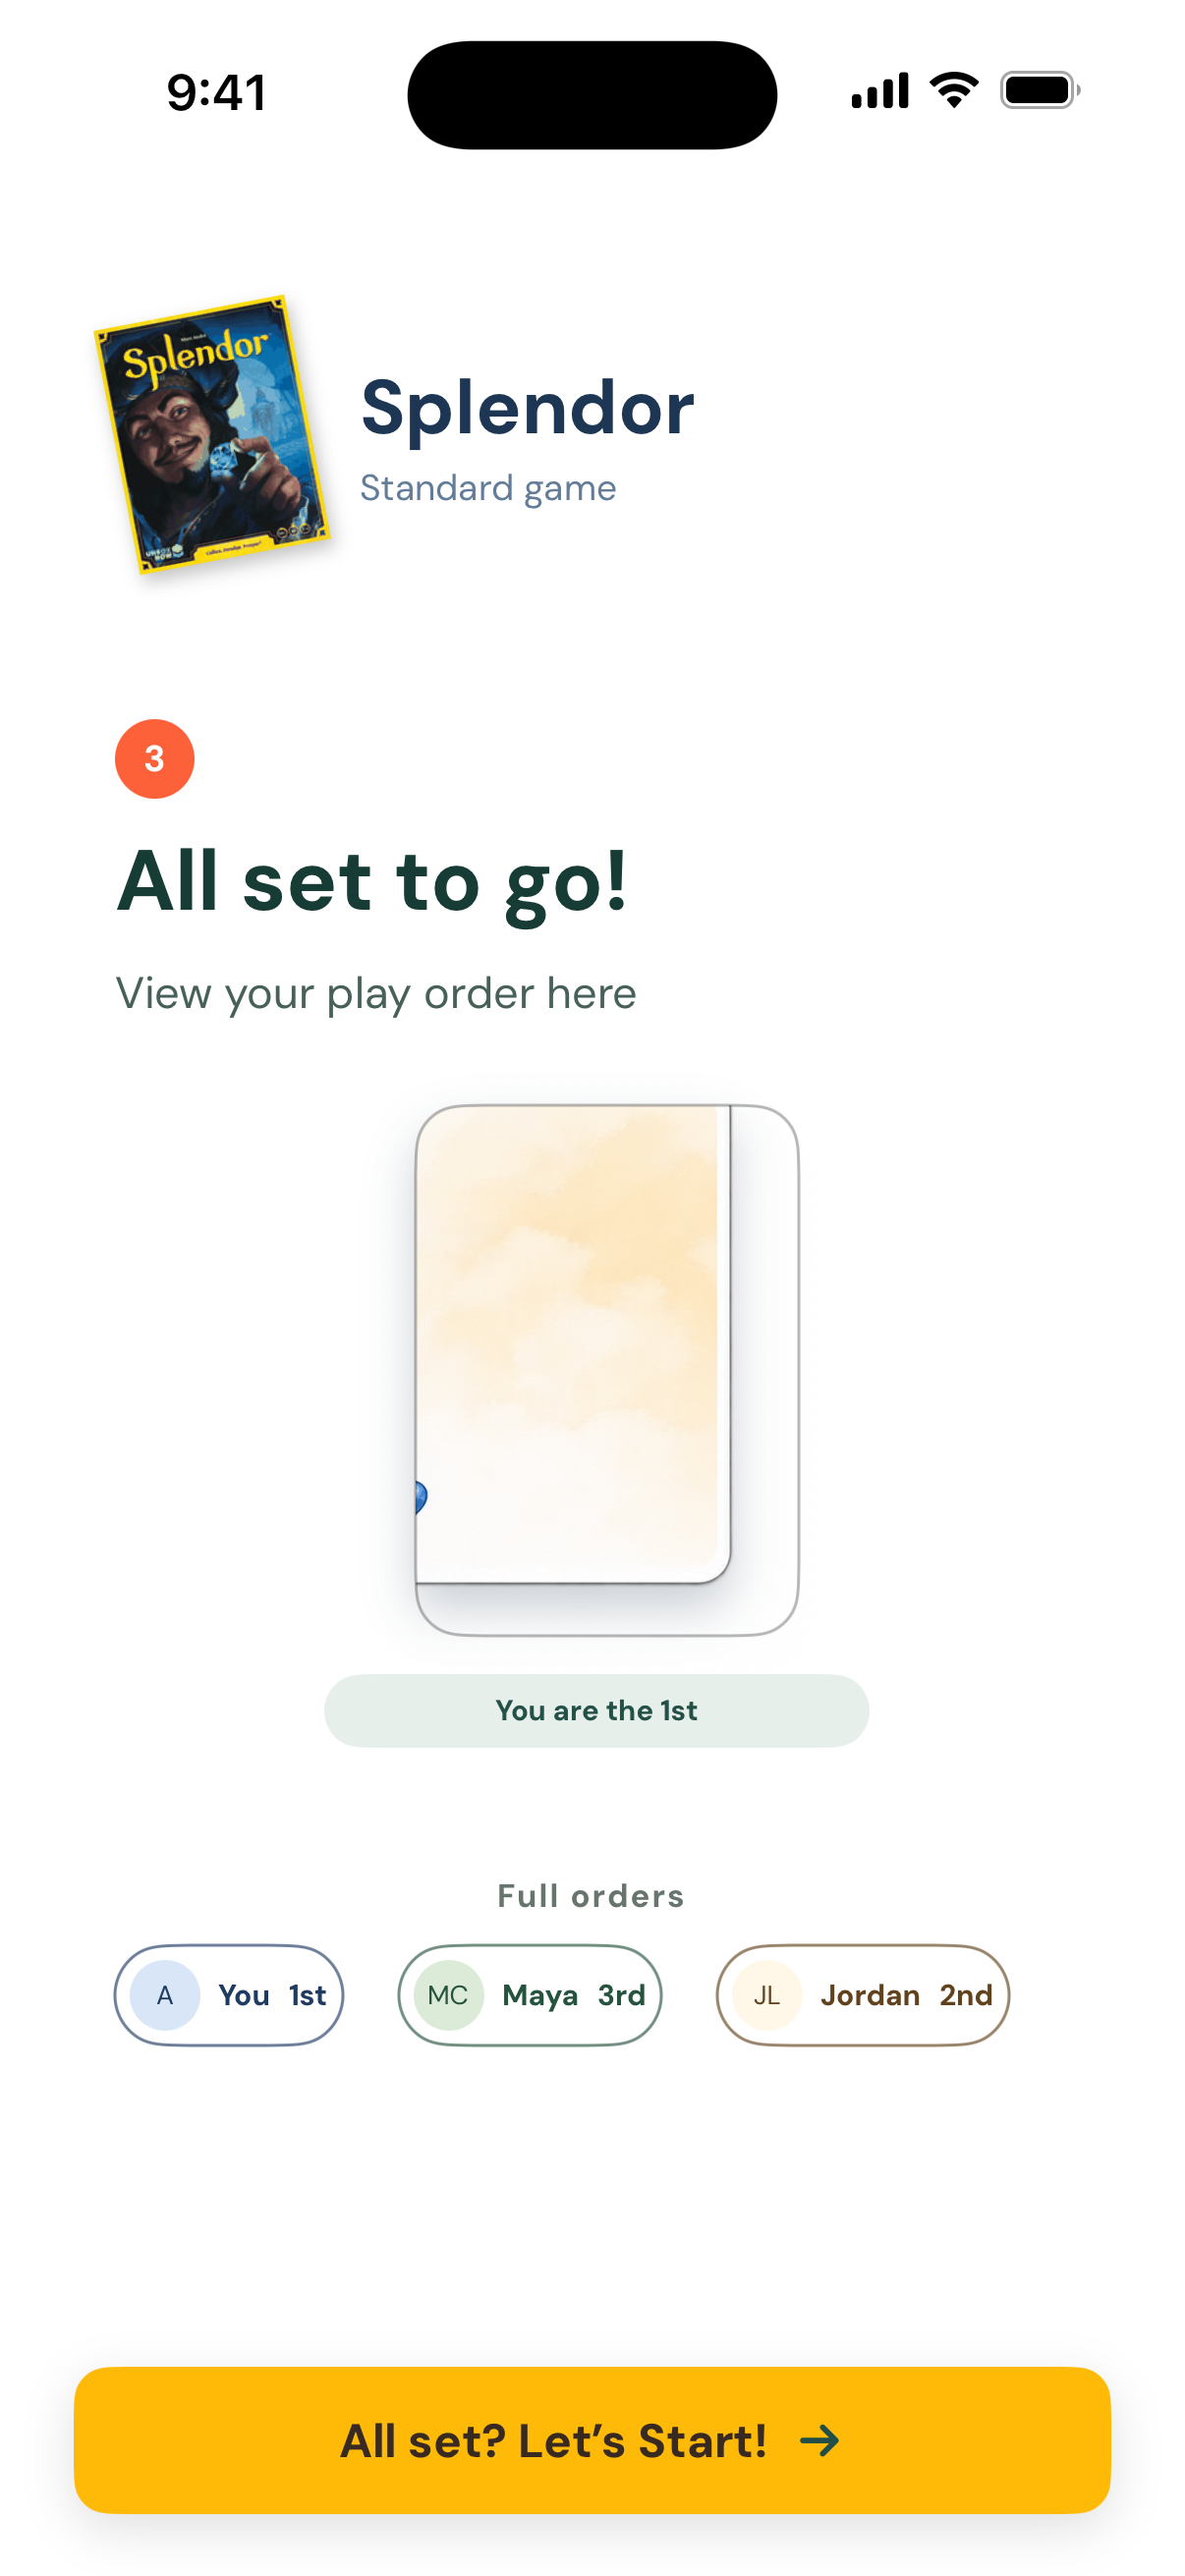 9:41
Splendor
Splendor
Standard game
3
All set to go!
View your play order here
You are the 1st
Full orders
A You 1st
MC Maya 3rd
JL Jordan 2nd
All set? Let’s Start! →